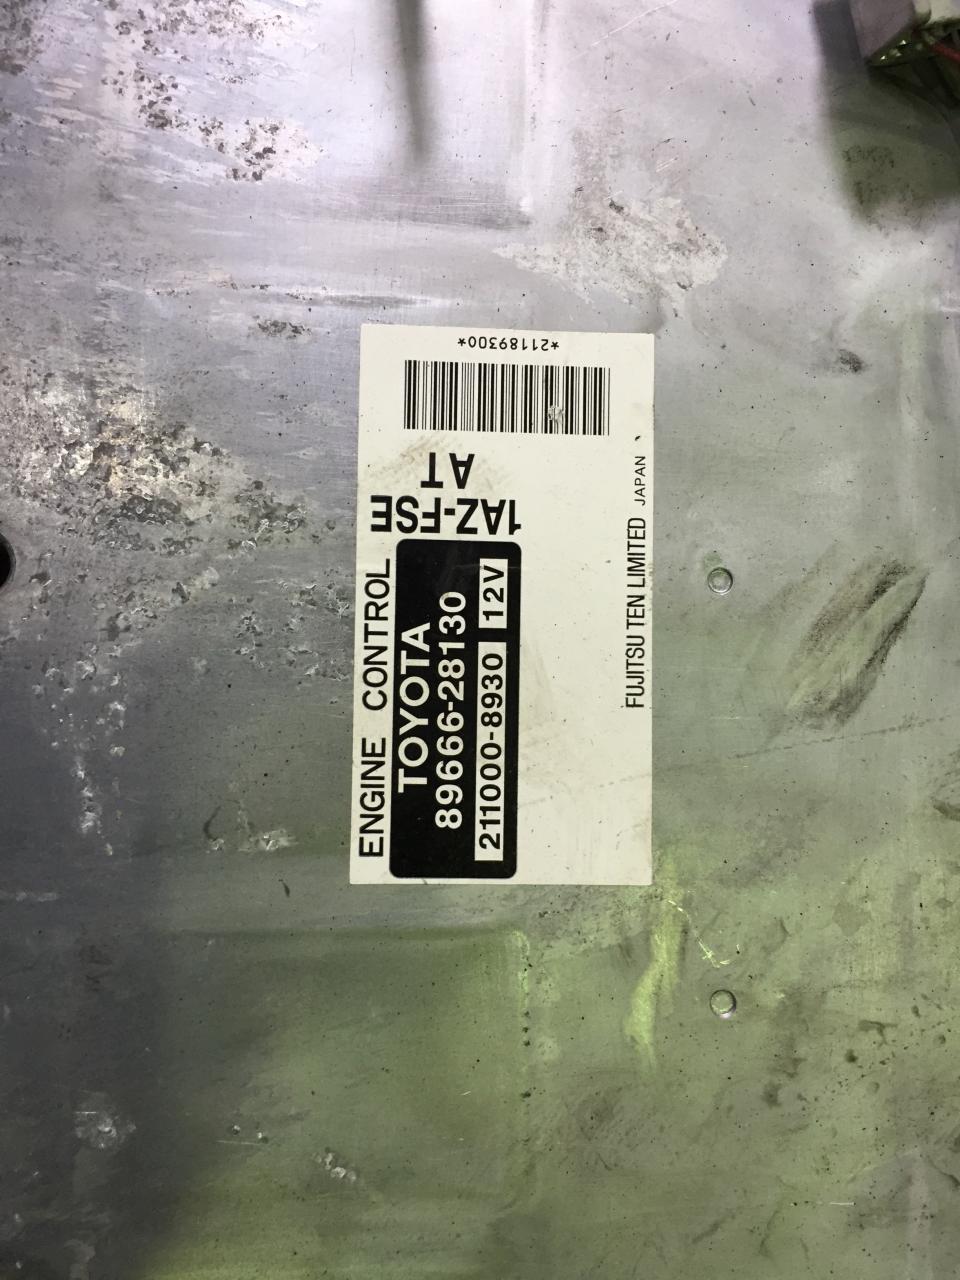 ENGINE CONTROL
TOYOTA
89666-28130
211000-8930 12V
1AZ-FSE
AT
*21189300*
FUJITSU TEN LIMITED JAPAN